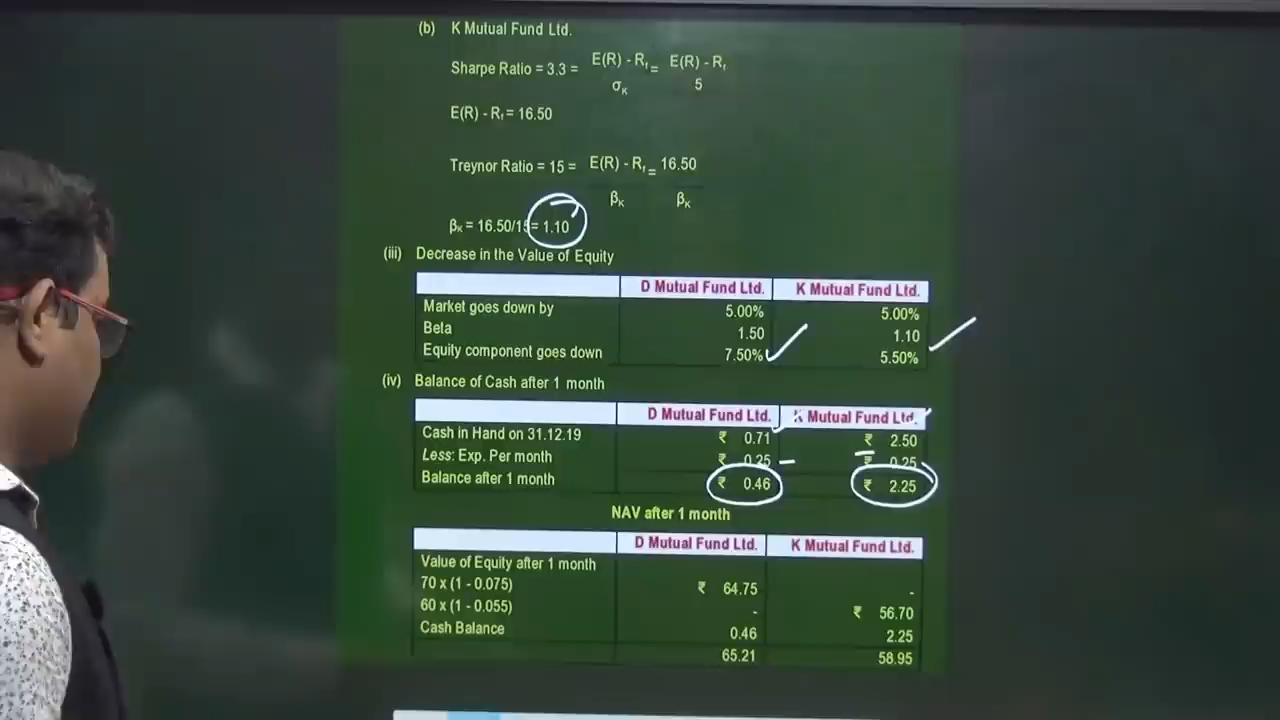 (b) K Mutual Fund Ltd.
Sharpe Ratio = 3.3 = E(R) - Rf / σK = E(R) - Rf / 5
E(R) - Rf = 16.50
Treynor Ratio = 15 = E(R) - Rf / βK = 16.50 / βK
βK = 16.50/15 = 1.10
(iii) Decrease in the Value of Equity
D Mutual Fund Ltd. K Mutual Fund Ltd.
Market goes down by 5.00% 5.00%
Beta 1.50 1.10
Equity component goes down 7.50% 5.50%
(iv) Balance of Cash after 1 month
D Mutual Fund Ltd. K Mutual Fund Ltd.
Cash in Hand on 31.12.19 ₹ 0.71 ₹ 2.50
Less: Exp. Per month ₹ 0.25 ₹ 0.25
Balance after 1 month ₹ 0.46 ₹ 2.25
NAV after 1 month
D Mutual Fund Ltd. K Mutual Fund Ltd.
Value of Equity after 1 month
70 x (1 - 0.075) ₹ 64.75 -
60 x (1 - 0.055) - ₹ 56.70
Cash Balance 0.46 2.25
65.21 58.95